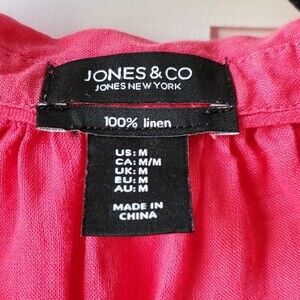 JONES & CO
JONES NEW YORK
100% linen
US: M
CA: M/M
UK: M
EU: M
AU: M
MADE IN
CHINA